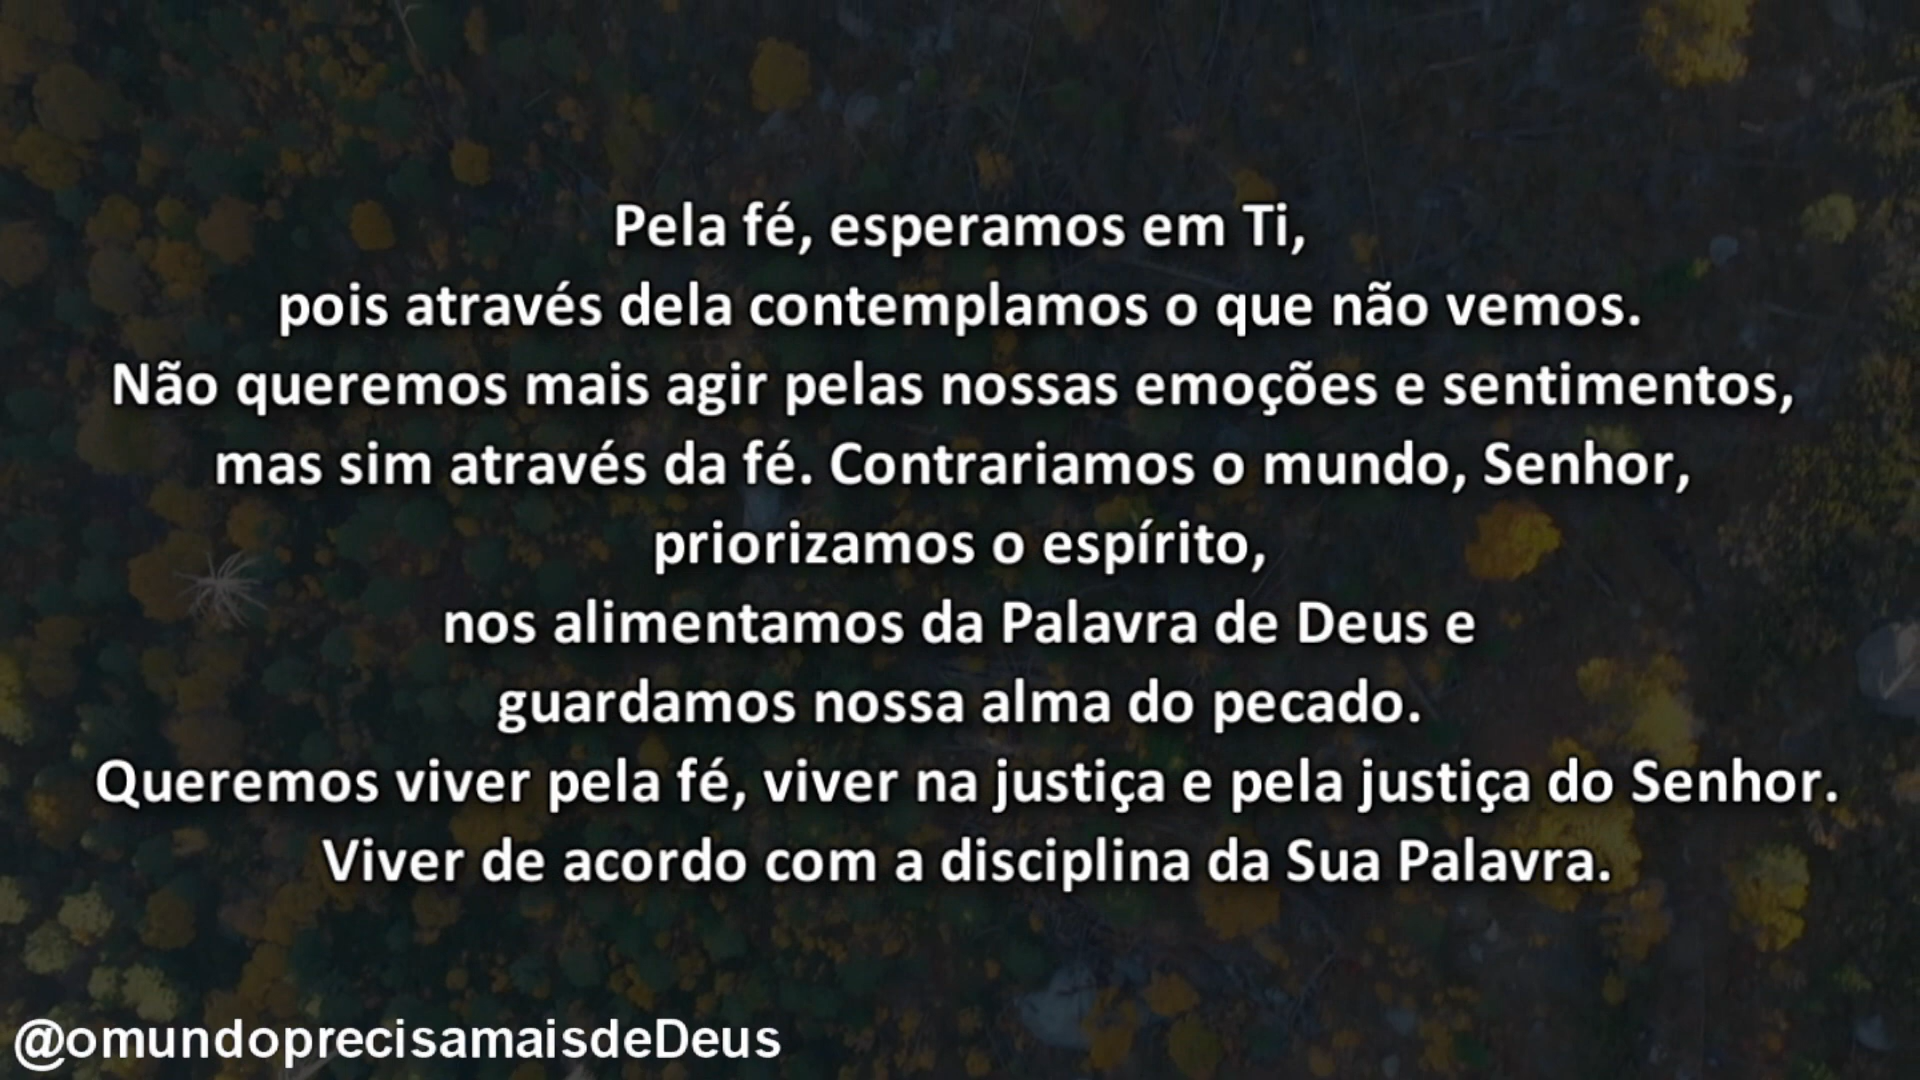 Pela fé, esperamos em Ti,
pois através dela contemplamos o que não vemos.
Não queremos mais agir pelas nossas emoções e sentimentos,
mas sim através da fé. Contrariamos o mundo, Senhor,
priorizamos o espírito,
nos alimentamos da Palavra de Deus e
guardamos nossa alma do pecado.
Queremos viver pela fé, viver na justiça e pela justiça do Senhor.
Viver de acordo com a disciplina da Sua Palavra.
@omundoprecisamaisdeDeus